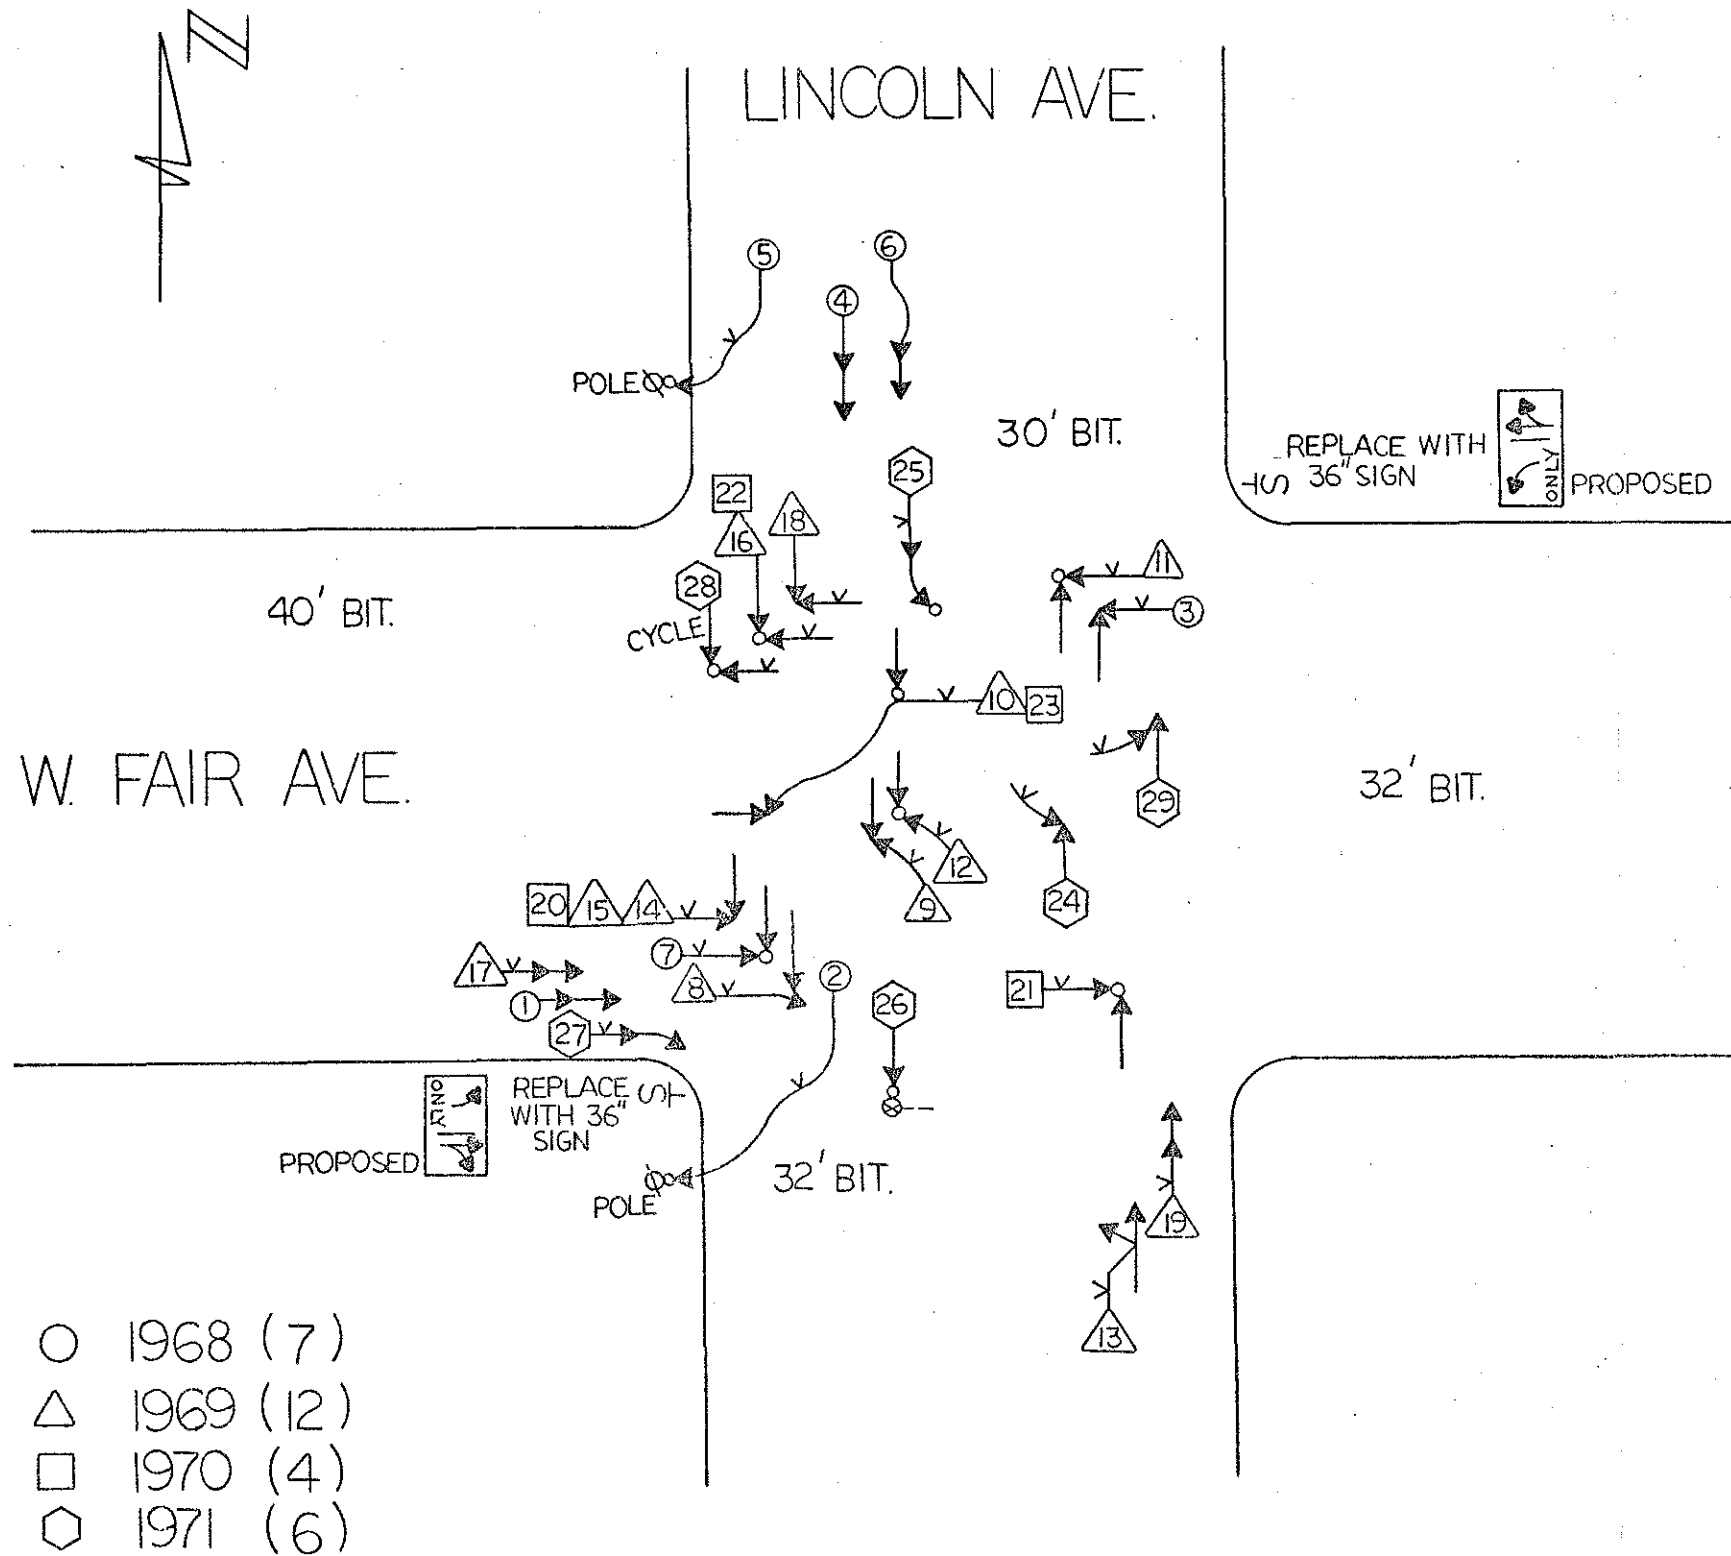 N
LINCOLN AVE.
5
6
4
POLE
30' BIT.
REPLACE WITH
36" SIGN
ONLY
PROPOSED
ST
25
22
18
16
11
28
3
40' BIT.
CYCLE
10
23
W. FAIR AVE.
32' BIT.
29
12
24
20
15
14
9
7
17
8
2
1
26
21
27
ONLY
REPLACE
WITH 36"
SIGN
ST
PROPOSED
32' BIT.
POLE
19
13
1968 (7)
1969 (12)
1970 (4)
1971 (6)